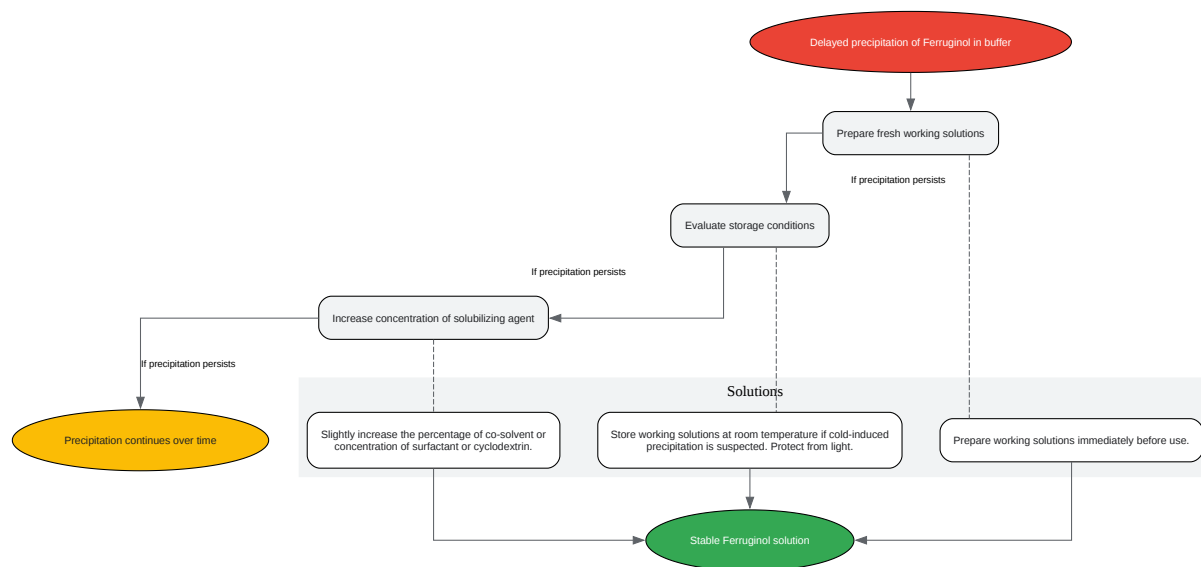 Delayed precipitation of Ferruginol in buffer
Prepare fresh working solutions
If precipitation persists
Evaluate storage conditions
If precipitation persists
Increase concentration of solubilizing agent
If precipitation persists
Solutions
Precipitation continues over time
Slightly increase the percentage of co-solvent or
concentration of surfactant or cyclodextrin.
Store working solutions at room temperature if cold-induced
precipitation is suspected. Protect from light.
Prepare working solutions immediately before use.
Stable Ferruginol solution